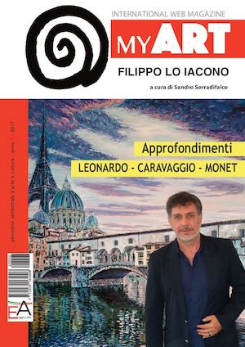 INTERNATIONAL WEB MAGAZINE
MY ART
FILIPPO LO IACONO
a cura di Sandro Serradifalco
Approfondimenti
LEONARDO - CARAVAGGIO - MONET
EA